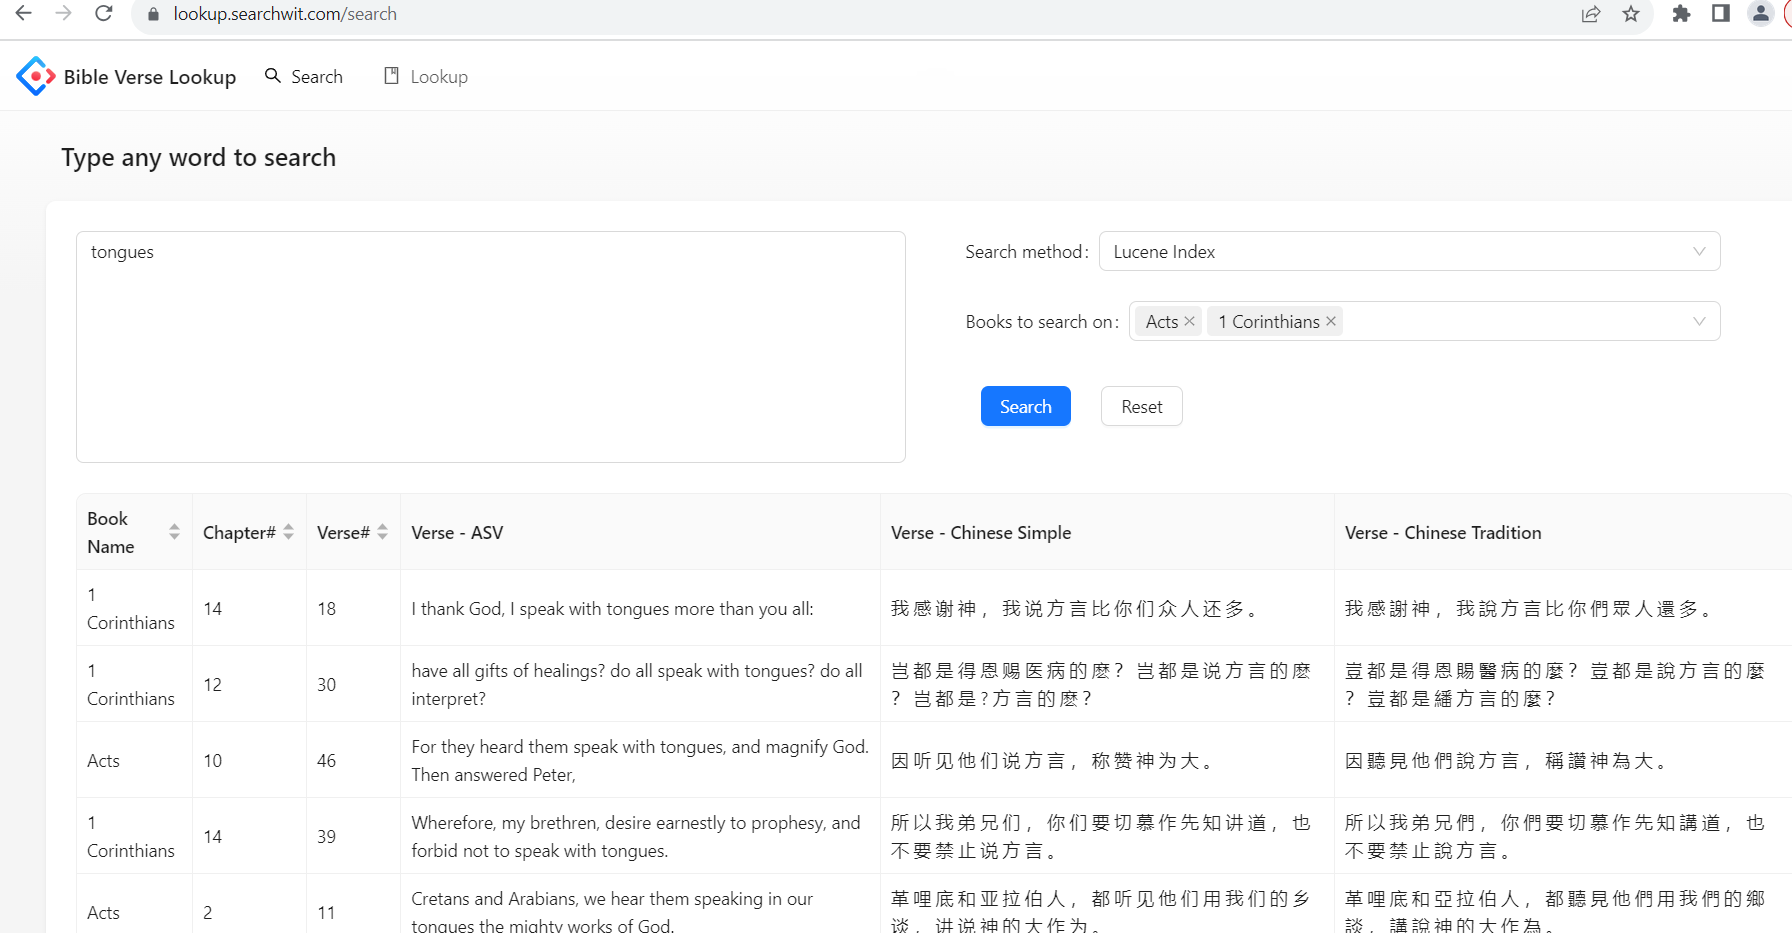 lookup.searchwit.com/search
Bible Verse Lookup Search Lookup
Type any word to search
tongues
Search method: Lucene Index
Books to search on: Acts × 1 Corinthians ×
Search Reset
Book Name Chapter# Verse# Verse - ASV Verse - Chinese Simple Verse - Chinese Tradition
1 Corinthians 14 18 I thank God, I speak with tongues more than you all: 我感谢神，我说方言比你们众人还多。 我感謝神，我說方言比你們眾人還多。
1 Corinthians 12 30 have all gifts of healings? do all speak with tongues? do all interpret? 岂都是得恩赐医病的麽？岂都是说方言的麽？岂都是?方言的麽？ 豈都是得恩賜醫病的麼？豈都是說方言的麼？豈都是繙方言的麼？
Acts 10 46 For they heard them speak with tongues, and magnify God. Then answered Peter, 因听见他们说方言，称赞神为大。 因聽見他們說方言，稱讚神為大。
1 Corinthians 14 39 Wherefore, my brethren, desire earnestly to prophesy, and forbid not to speak with tongues. 所以我弟兄们，你们要切慕作先知讲道，也不要禁止说方言。 所以我弟兄們，你們要切慕作先知講道，也不要禁止說方言。
Acts 2 11 Cretans and Arabians, we hear them speaking in our tongues the mighty works of God. 革哩底和亚拉伯人，都听见他们用我们的乡谈，讲说神的大作为。 革哩底和亞拉伯人，都聽見他們用我們的鄉談，講說神的大作為。